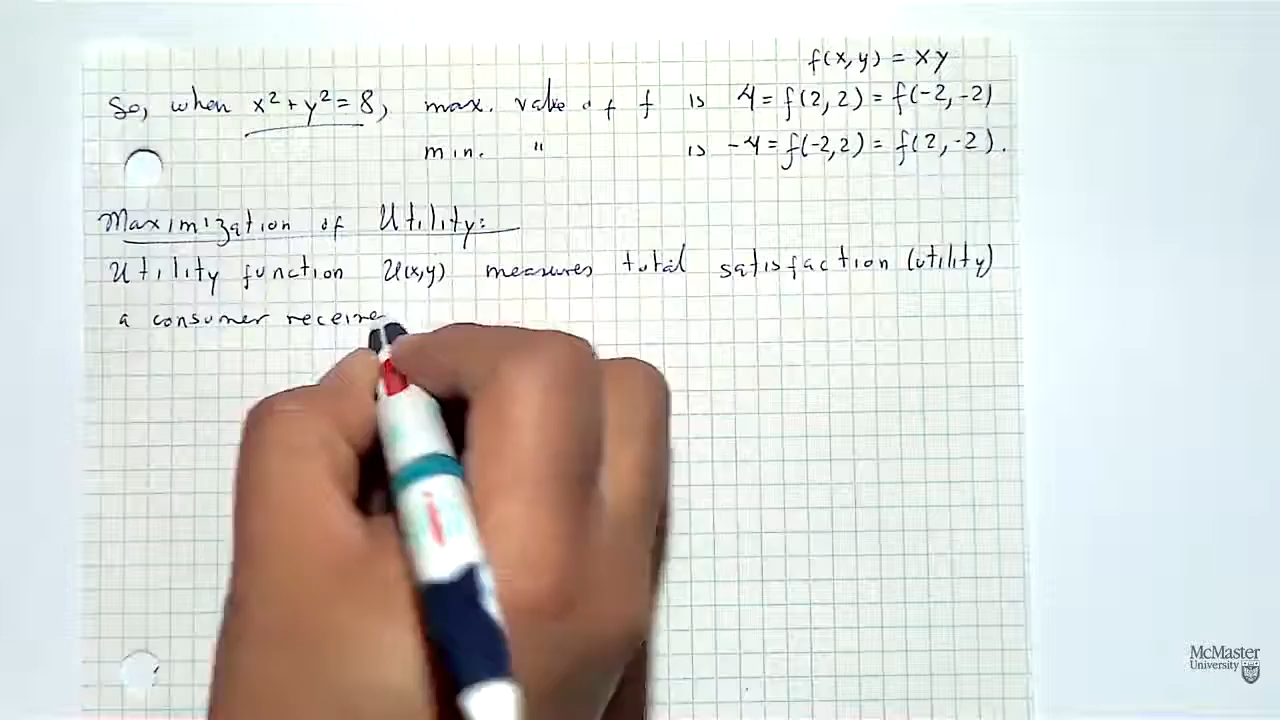 f(x,y) = xy
So, when x²+y²=8, max. value of f is 4 = f(2,2) = f(-2,-2)
min. " is -4 = f(-2,2) = f(2,-2).
Maximization of Utility:
Utility function U(x,y) measures total satisfaction (utility)
a consumer receive
McMaster
University